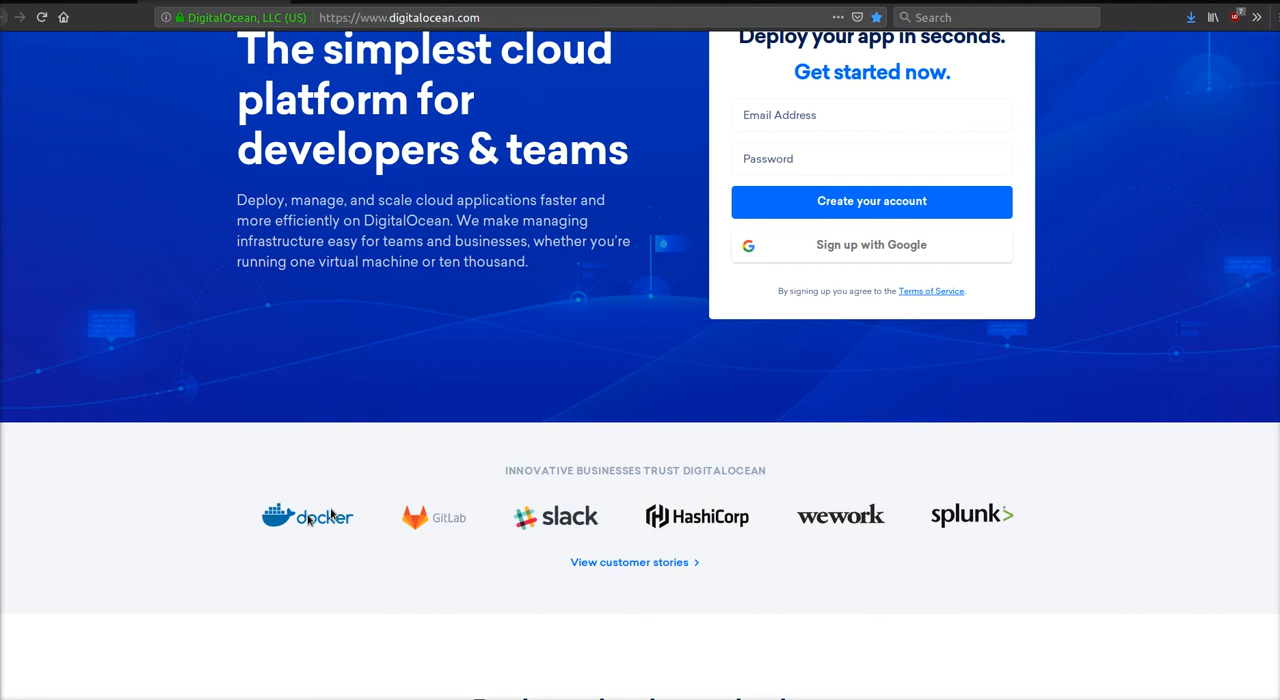 DigitalOcean, LLC (US)
https://www.digitalocean.com
Search
7
The simplest cloud
platform for
developers & teams
Deploy, manage, and scale cloud applications faster and
more efficiently on DigitalOcean. We make managing
infrastructure easy for teams and businesses, whether you're
running one virtual machine or ten thousand.
Deploy your app in seconds.
Get started now.
Email Address
Password
Create your account
Sign up with Google
By signing up you agree to the Terms of Service.
INNOVATIVE BUSINESSES TRUST DIGITALOCEAN
docker
GitLab
slack
HashiCorp
wework
splunk>
View customer stories >